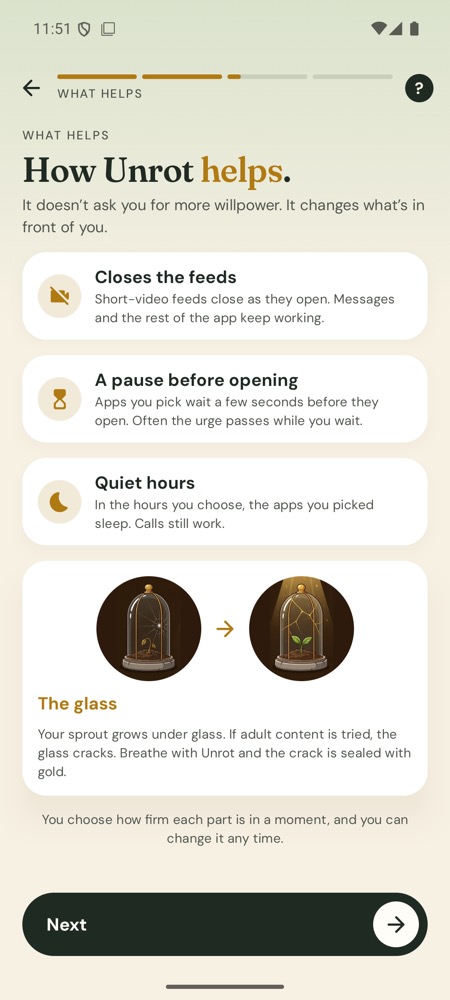 11:51
WHAT HELPS
?
WHAT HELPS
How Unrot helps.
It doesn't ask you for more willpower. It changes what's in
front of you.
Closes the feeds
Short-video feeds close as they open. Messages
and the rest of the app keep working.
A pause before opening
Apps you pick wait a few seconds before they
open. Often the urge passes while you wait.
Quiet hours
In the hours you choose, the apps you picked
sleep. Calls still work.
The glass
Your sprout grows under glass. If adult content is tried, the
glass cracks. Breathe with Unrot and the crack is sealed with
gold.
You choose how firm each part is in a moment, and you can
change it any time.
Next